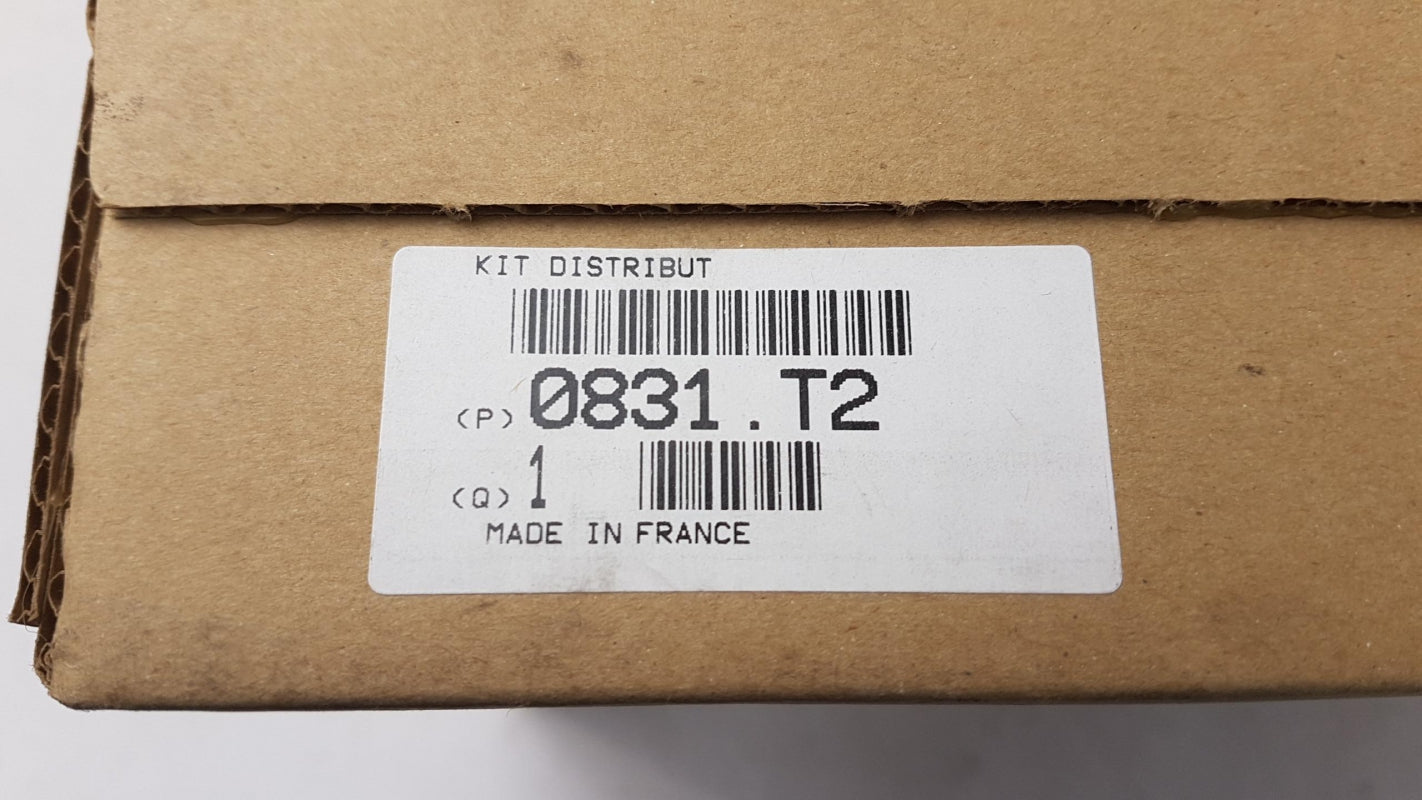 KIT DISTRIBUT
(P) 0831.T2
(Q) 1
MADE IN FRANCE